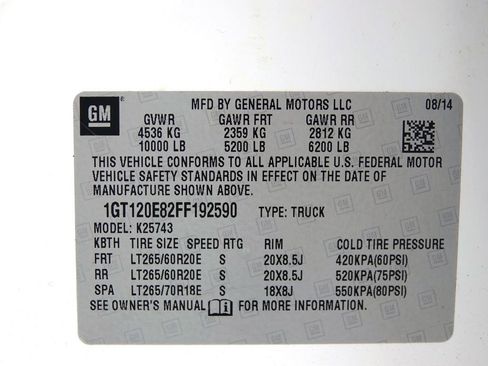 GM ® MFD BY GENERAL MOTORS LLC 08/14
GVWR GAWR FRT GAWR RR
4536 KG 2359 KG 2812 KG
10000 LB 5200 LB 6200 LB
THIS VEHICLE CONFORMS TO ALL APPLICABLE U.S. FEDERAL MOTOR
VEHICLE SAFETY STANDARDS IN EFFECT ON THE DATE OF
MANUFACTURE SHOWN ABOVE.
1GT120E82FF192590 TYPE: TRUCK
MODEL: K25743
KBTH TIRE SIZE SPEED RTG RIM COLD TIRE PRESSURE
FRT LT265/60R20E S 20X8.5J 420KPA(60PSI)
RR LT265/60R20E S 20X8.5J 520KPA(75PSI)
SPA LT265/70R18E S 18X8J 550KPA(80PSI)
SEE OWNER'S MANUAL FOR MORE INFORMATION.